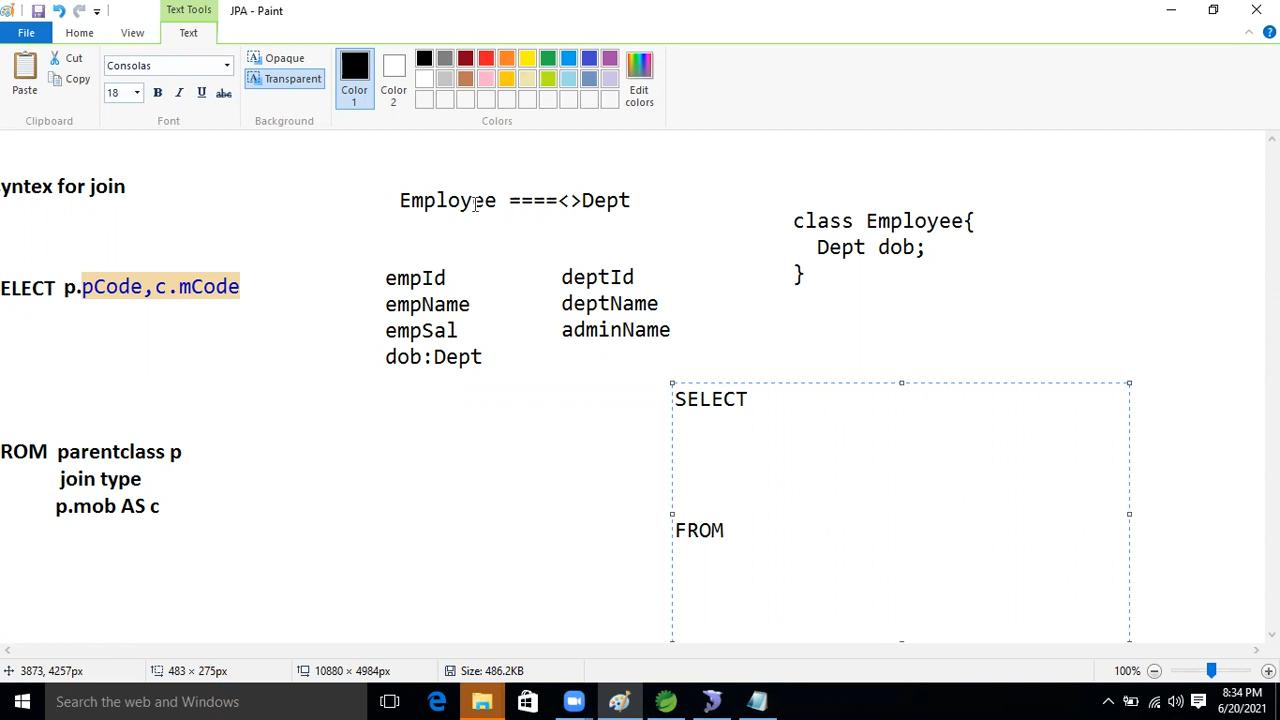 Text Tools
JPA - Paint
File
Home
View
Text
Paste
Cut
Copy
Clipboard
Consolas
18
B I U abc
Font
Opaque
Transparent
Background
Color 1
Color 2
Edit colors
Colors
syntex for join
Employee ====<>Dept
class Employee{
Dept dob;
}
ELECT p.pCode,c.mCode
empId
empName
empSal
dob:Dept
deptId
deptName
adminName
SELECT
FROM
ROM parentclass p
join type
p.mob AS c
3873, 4257px
483 × 275px
10880 × 4984px
Size: 486.2KB
100%
Search the web and Windows
8:34 PM
6/20/2021